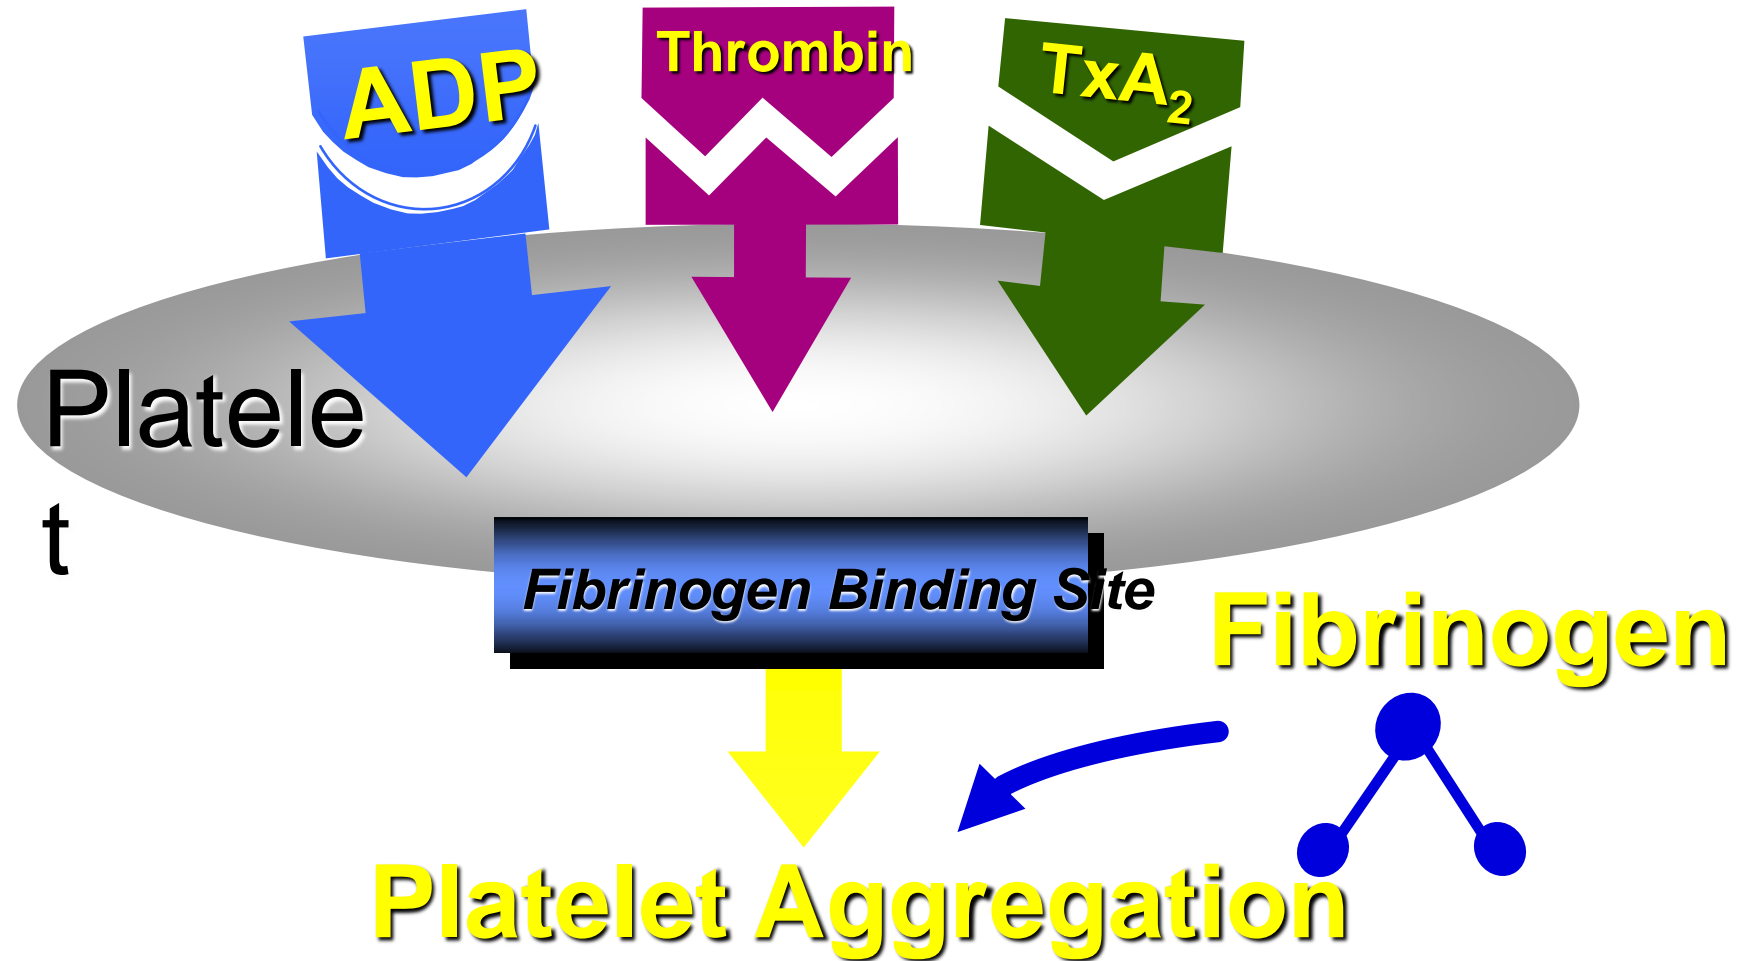 ADP
Thrombin
TxA₂
Platele
t
Fibrinogen Binding Site
Fibrinogen
Platelet Aggregation